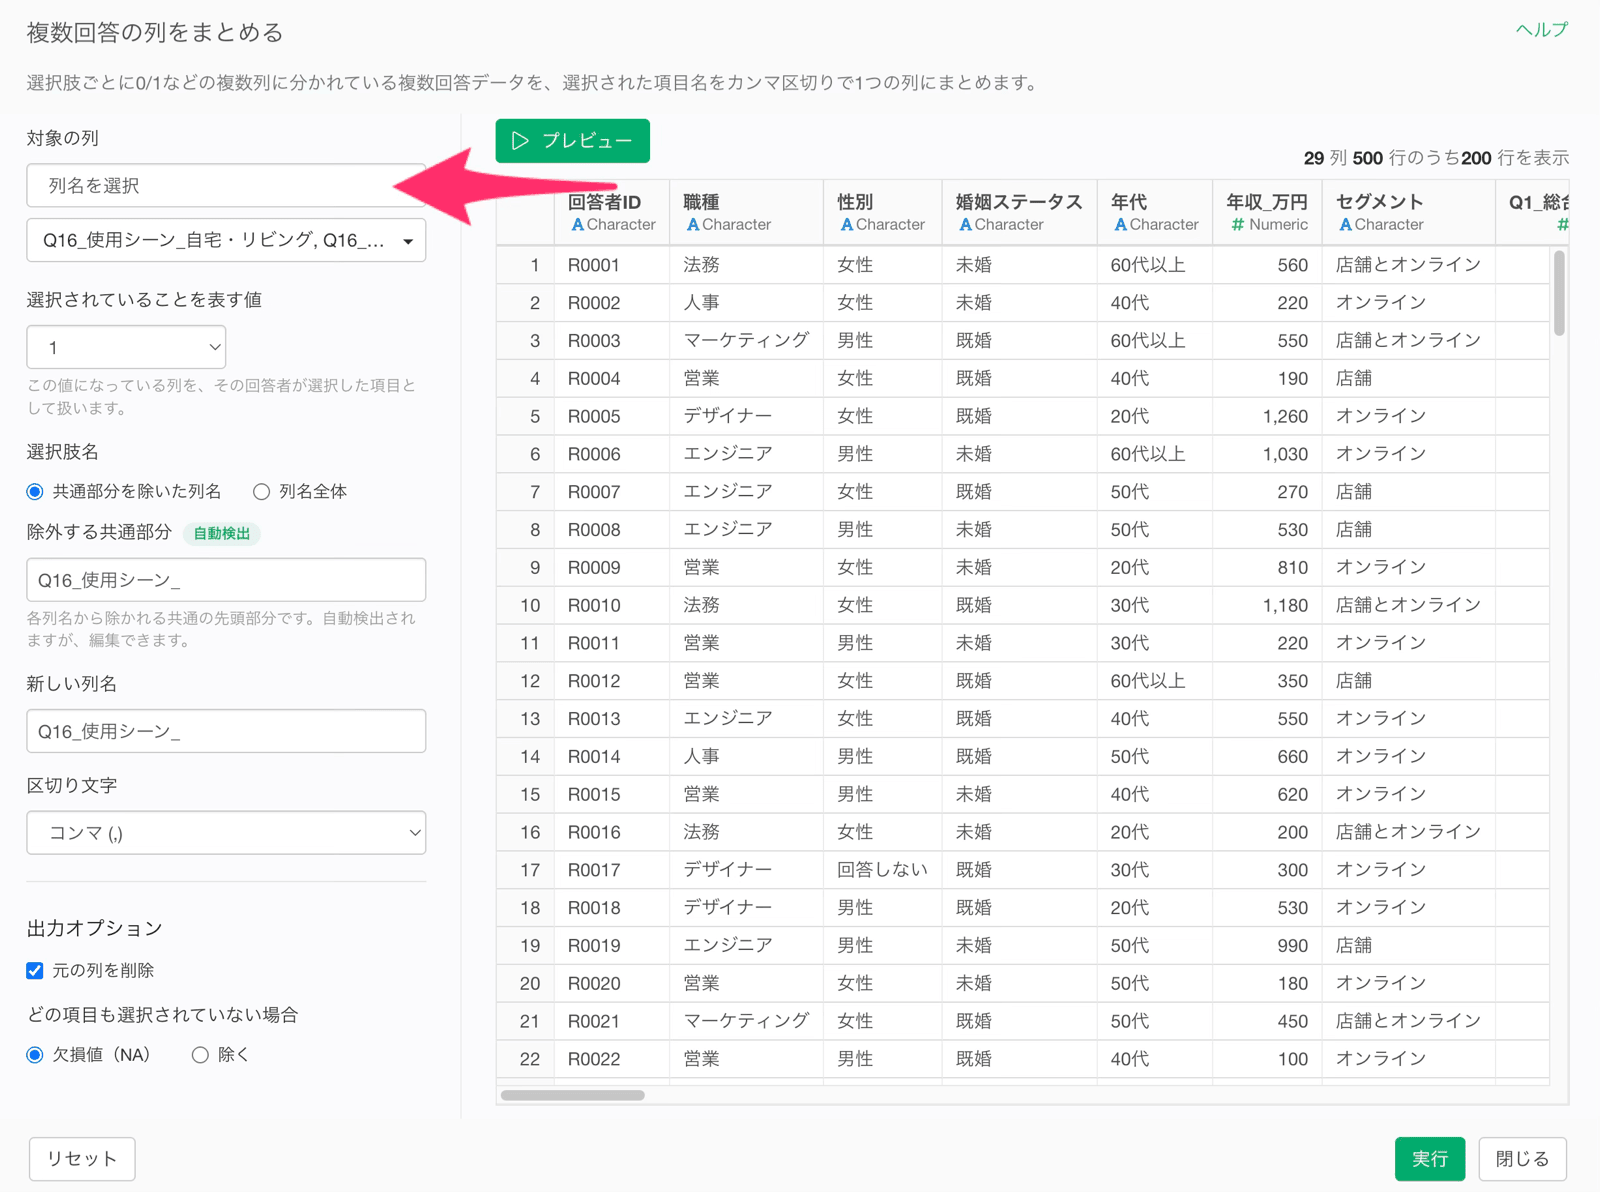 複数回答の列をまとめる
ヘルプ
選択肢ごとに0/1などの複数列に分かれている複数回答データを、選択された項目名をカンマ区切りで1つの列にまとめます。
対象の列
列名を選択
Q16_使用シーン_自宅・リビング, Q16_...
選択されていることを表す値
1
この値になっている列を、その回答者が選択した項目と
して扱います。
選択肢名
共通部分を除いた列名 列名全体
除外する共通部分 自動検出
Q16_使用シーン_
各列名から除かれる共通の先頭部分です。自動検出され
ますが、編集できます。
新しい列名
Q16_使用シーン_
区切り文字
コンマ (,)
出力オプション
元の列を削除
どの項目も選択されていない場合
欠損値（NA） 除く
リセット
プレビュー
29 列 500 行のうち200 行を表示
回答者ID 職種 性別 婚姻ステータス 年代 年収_万円 セグメント Q1_総合
A Character A Character A Character A Character A Character # Numeric A Character #
1 R0001 法務 女性 未婚 60代以上 560 店舗とオンライン
2 R0002 人事 女性 未婚 40代 220 オンライン
3 R0003 マーケティング 男性 既婚 60代以上 550 店舗とオンライン
4 R0004 営業 女性 既婚 40代 190 店舗
5 R0005 デザイナー 女性 既婚 20代 1,260 オンライン
6 R0006 エンジニア 男性 未婚 60代以上 1,030 オンライン
7 R0007 エンジニア 女性 既婚 50代 270 店舗
8 R0008 エンジニア 男性 未婚 50代 530 店舗
9 R0009 営業 女性 未婚 20代 810 オンライン
10 R0010 法務 女性 既婚 30代 1,180 店舗とオンライン
11 R0011 営業 男性 未婚 30代 220 オンライン
12 R0012 営業 女性 既婚 60代以上 350 店舗
13 R0013 エンジニア 女性 既婚 40代 550 オンライン
14 R0014 人事 男性 既婚 50代 660 オンライン
15 R0015 営業 男性 未婚 40代 620 オンライン
16 R0016 法務 女性 未婚 20代 200 店舗とオンライン
17 R0017 デザイナー 回答しない 既婚 30代 300 オンライン
18 R0018 デザイナー 男性 既婚 20代 530 オンライン
19 R0019 エンジニア 男性 未婚 50代 990 店舗
20 R0020 営業 女性 未婚 50代 180 オンライン
21 R0021 マーケティング 女性 既婚 50代 450 店舗とオンライン
22 R0022 営業 男性 既婚 40代 100 オンライン
実行 閉じる